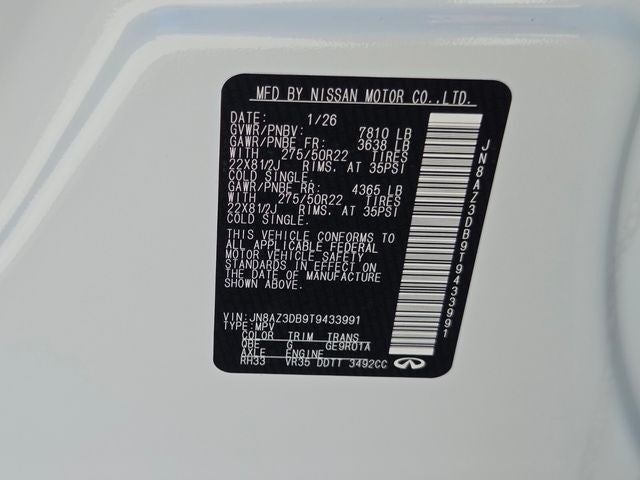 MFD BY NISSAN MOTOR CO.,LTD.
DATE: 1/26
GVWR/PNBV: 7810 LB
GAWR/PNBE FR: 3638 LB
WITH 275/50R22 TIRES
22X81/2J RIMS. AT 35PSI
COLD SINGLE.
GAWR/PNBE RR: 4365 LB
WITH 275/50R22 TIRES
22X81/2J RIMS. AT 35PSI
COLD SINGLE.
THIS VEHICLE CONFORMS TO
ALL APPLICABLE FEDERAL
MOTOR VEHICLE SAFETY
STANDARDS IN EFFECT ON
THE DATE OF MANUFACTURE
SHOWN ABOVE.
VIN:JN8AZ3DB9T9433991
TYPE:MPV
COLOR TRIM TRANS
QBE G GE9R01A
AXLE ENGINE
RH33 VR35 DDTT 3492CC
JN8AZ3DB9T9433991